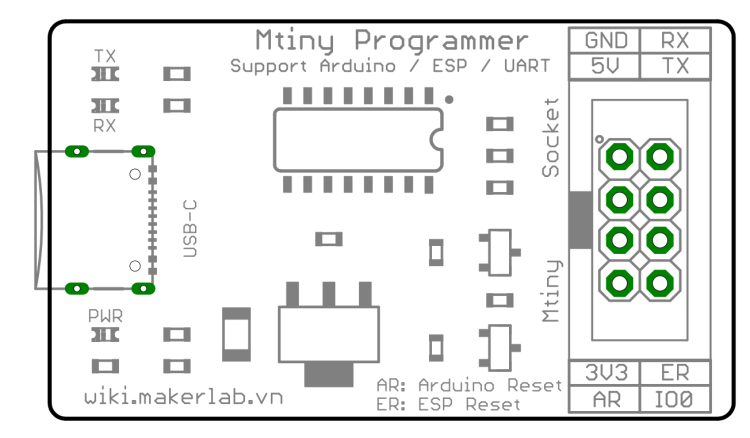 Mtiny Programmer
Support Arduino / ESP / UART
GND RX
5V TX
TX
RX
Socket
USB-C
Mtiny
PWR
3V3 ER
AR IO0
AR: Arduino Reset
ER: ESP Reset
wiki.makerlab.vn